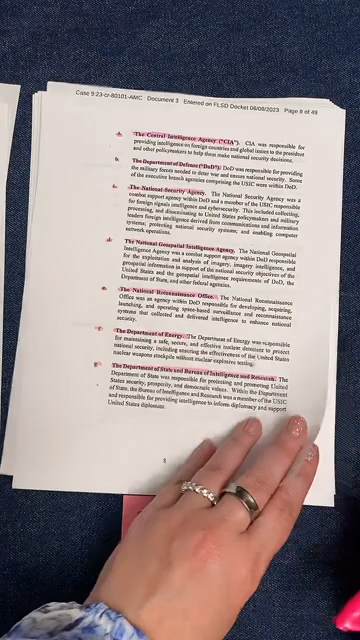 Case 9:23-cr-80101-AMC Document 3 Entered on FLSD Docket 06/08/2023 Page 8 of 49
a. The Central Intelligence Agency ("CIA"). CIA was responsible for
providing intelligence on foreign countries and global issues to the president
and other policymakers to help them make national security decisions.
b. The Department of Defense ("DoD"). DoD was responsible for providing
the military forces needed to deter war and ensure national security. Some
of the executive branch agencies comprising the USIC were within DoD.
c. The National Security Agency. The National Security Agency was a
combat support agency within DoD and a member of the USIC responsible
for foreign signals intelligence and cybersecurity. This included collecting,
processing, and disseminating to United States policymakers and military
leaders foreign intelligence derived from communications and information
systems; protecting national security systems; and enabling computer
network operations.
d. The National Geospatial Intelligence Agency. The National Geospatial
Intelligence Agency was a combat support agency within DoD responsible
for the exploitation and analysis of imagery, imagery intelligence, and
geospatial information in support of the national security objectives of the
United States and the geospatial intelligence requirements of DoD, the
Department of State, and other federal agencies.
e. The National Reconnaissance Office. The National Reconnaissance
Office was an agency within DoD responsible for developing, acquiring,
launching, and operating space-based surveillance and reconnaissance
systems that collected and delivered intelligence to enhance national
security.
f. The Department of Energy. The Department of Energy was responsible
for maintaining a safe, secure, and effective nuclear deterrent to protect
national security, including ensuring the effectiveness of the United States
nuclear weapons stockpile without nuclear explosive testing.
g. The Department of State and Bureau of Intelligence and Research. The
Department of State was responsible for protecting and promoting United
States security, prosperity, and democratic values. Within the Department
of State, the Bureau of Intelligence and Research was a member of the USIC
and responsible for providing intelligence to inform diplomacy and support
United States diplomats.
8